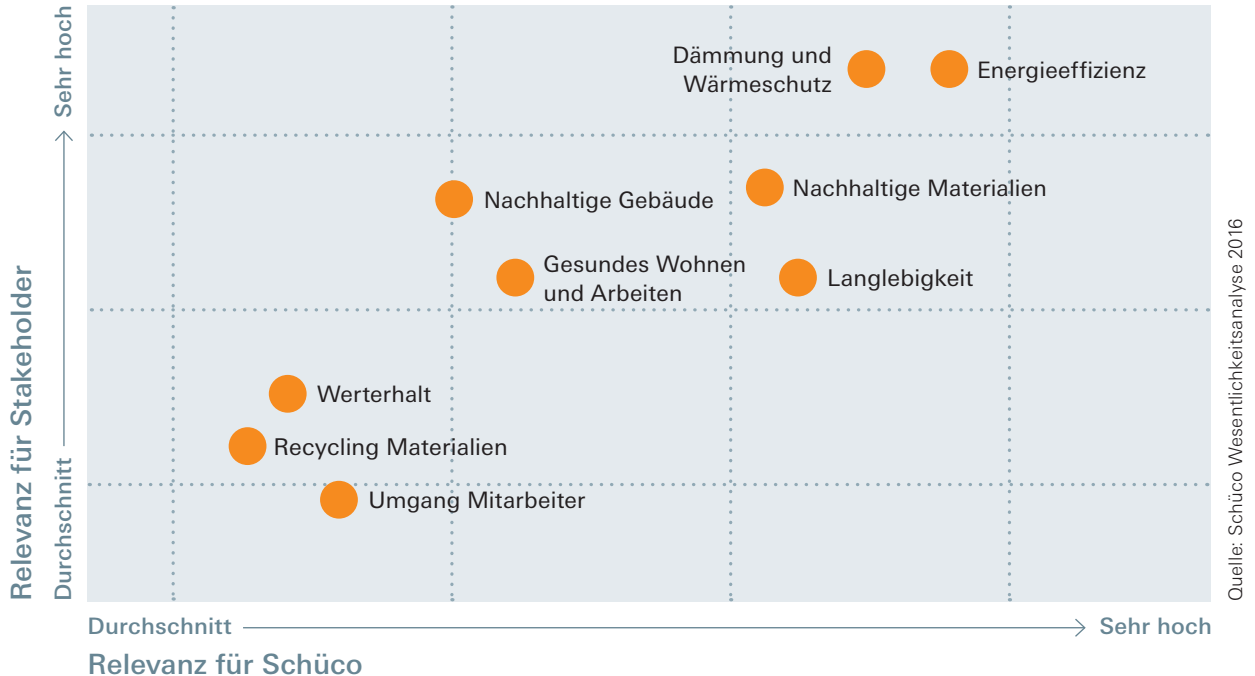 Sehr hoch
Durchschnitt
Relevanz für Stakeholder
Dämmung und
Wärmeschutz
Energieeffizienz
Nachhaltige Gebäude
Nachhaltige Materialien
Gesundes Wohnen
und Arbeiten
Langlebigkeit
Werterhalt
Recycling Materialien
Umgang Mitarbeiter
Durchschnitt
Sehr hoch
Relevanz für Schüco
Quelle: Schüco Wesentlichkeitsanalyse 2016